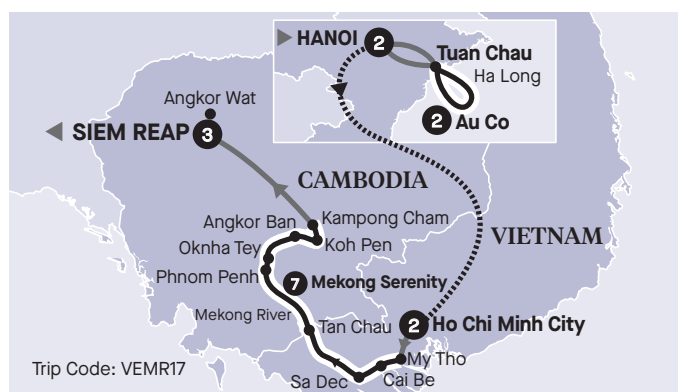 HANOI
2
Tuan Chau
Ha Long
2
Au Co
Angkor Wat
SIEM REAP
3
CAMBODIA
Angkor Ban
Kampong Cham
Oknha Tey
Koh Pen
VIETNAM
Phnom Penh
7
Mekong Serenity
Mekong River
Tan Chau
2
Ho Chi Minh City
My Tho
Trip Code: VEMR17
Sa Dec
Cai Be